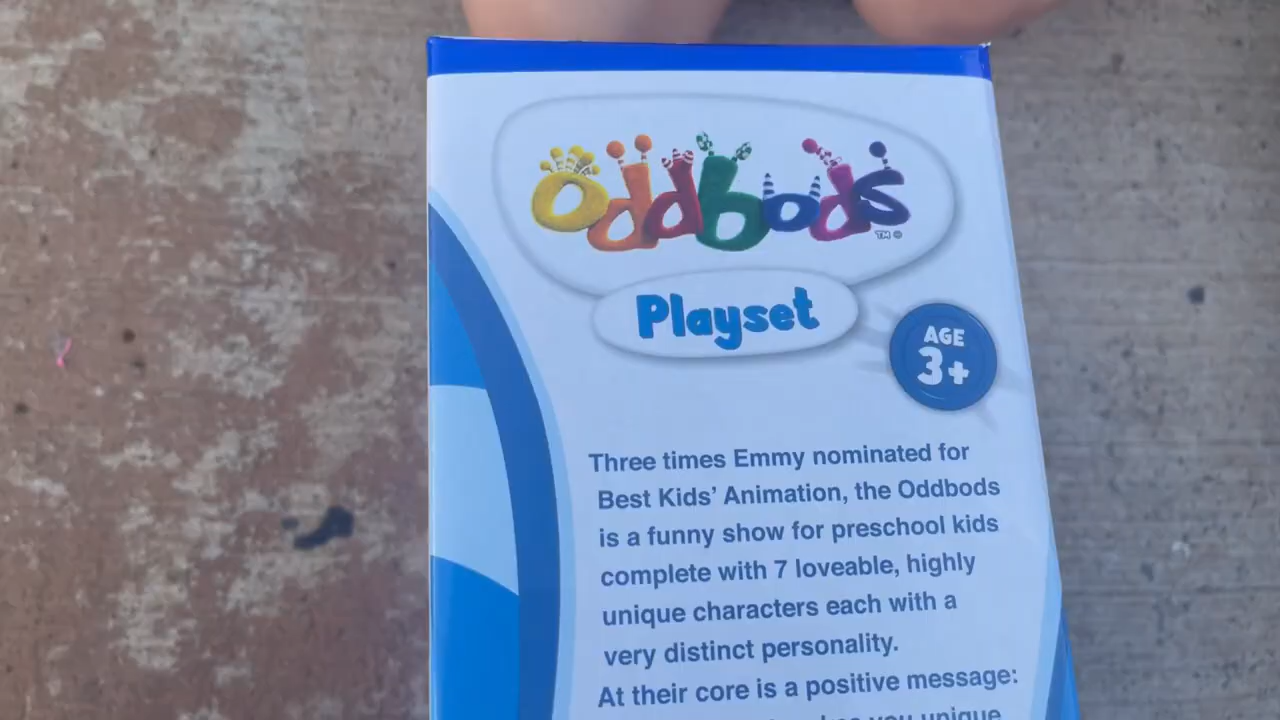 Oddbods
TM
Playset
AGE
3+
Three times Emmy nominated for
Best Kids' Animation, the Oddbods
is a funny show for preschool kids
complete with 7 loveable, highly
unique characters each with a
very distinct personality.
At their core is a positive message:
you unique